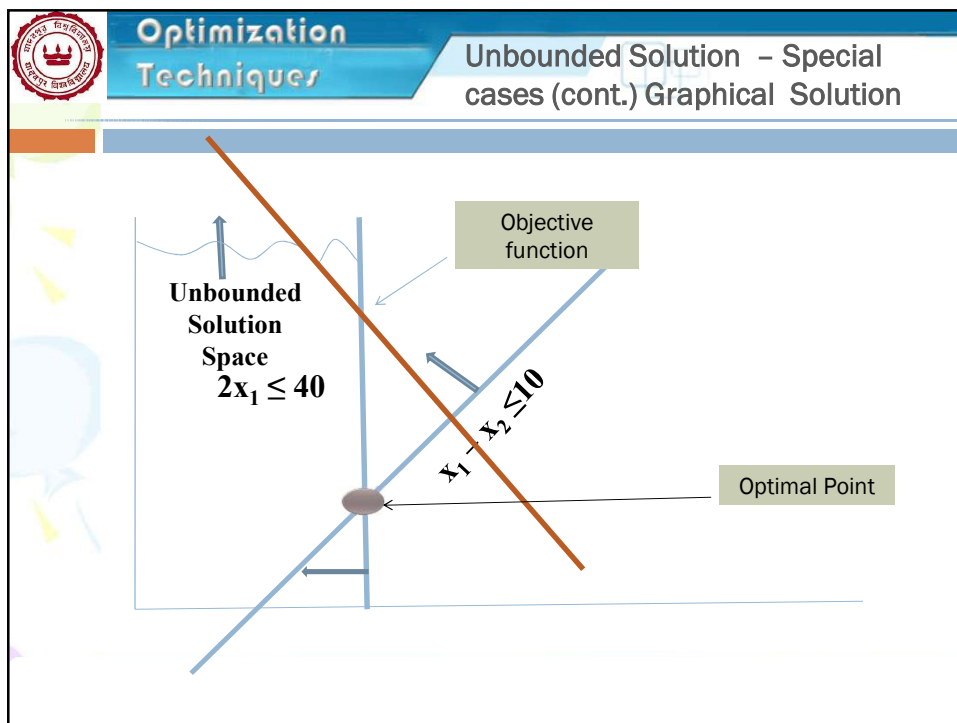 Optimization
Techniques
Unbounded Solution – Special
cases (cont.) Graphical Solution
Objective
function
Unbounded
Solution
Space
2x₁ ≤ 40
x₁ – x₂ ≤10
Optimal Point